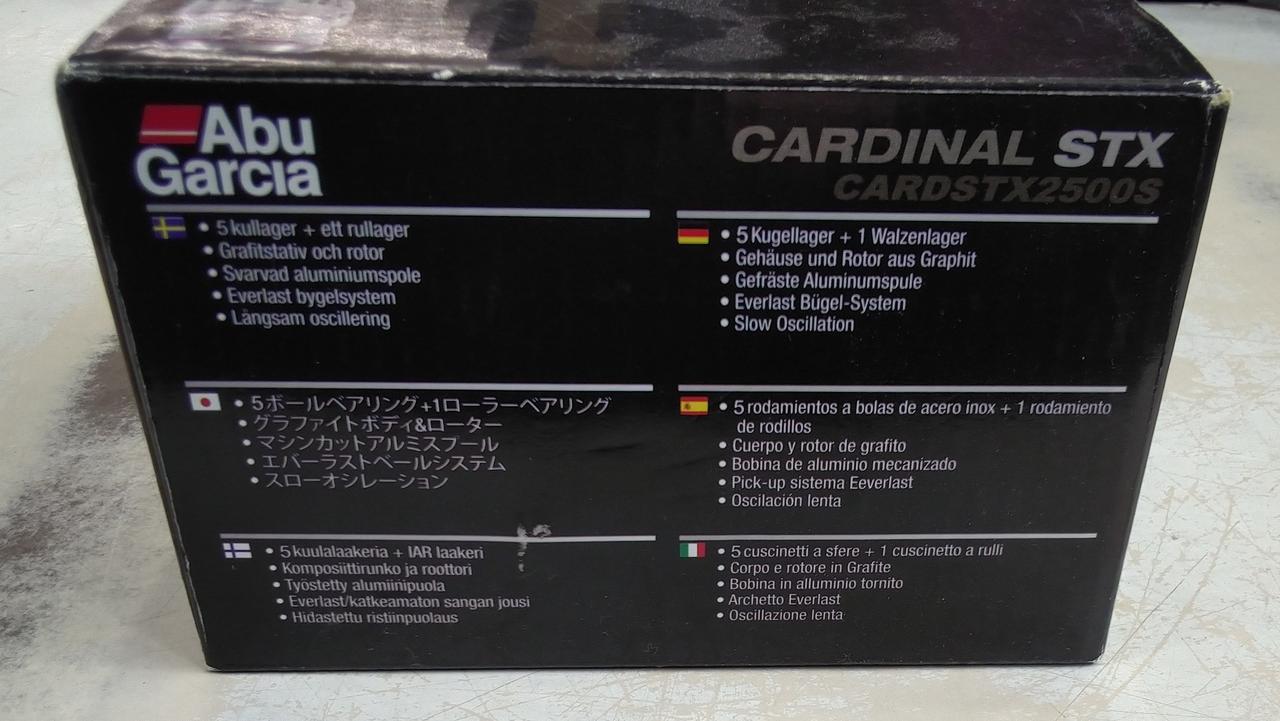 Abu
Garcia
CARDINAL STX
CARDSTX2500S
• 5 kullager + ett rullager
• Grafitstativ och rotor
• Svarvad aluminiumspole
• Everlast bygelsystem
• Långsam oscillering
• 5 Kugellager + 1 Walzenlager
• Gehäuse und Rotor aus Graphit
• Gefräste Aluminumspule
• Everlast Bügel-System
• Slow Oscillation
• 5ボールベアリング+1ローラーベアリング
• グラファイトボディ&ローター
• マシンカットアルミスプール
• エバーラストベールシステム
• スローオシレーション
• 5 rodamientos a bolas de acero inox + 1 rodamiento
de rodillos
• Cuerpo y rotor de grafito
• Bobina de aluminio mecanizado
• Pick-up sistema Eeverlast
• Oscilación lenta
• 5 kuulalaakeria + IAR laakeri
• Komposiittirunko ja roottori
• Työstetty alumiinipuola
• Everlast/katkeamaton sangan jousi
• Hidastettu ristiinpuolaus
• 5 cuscinetti a sfere + 1 cuscinetto a rulli
• Corpo e rotore in Grafite
• Bobina in alluminio tornito
• Archetto Everlast
• Oscillazione lenta